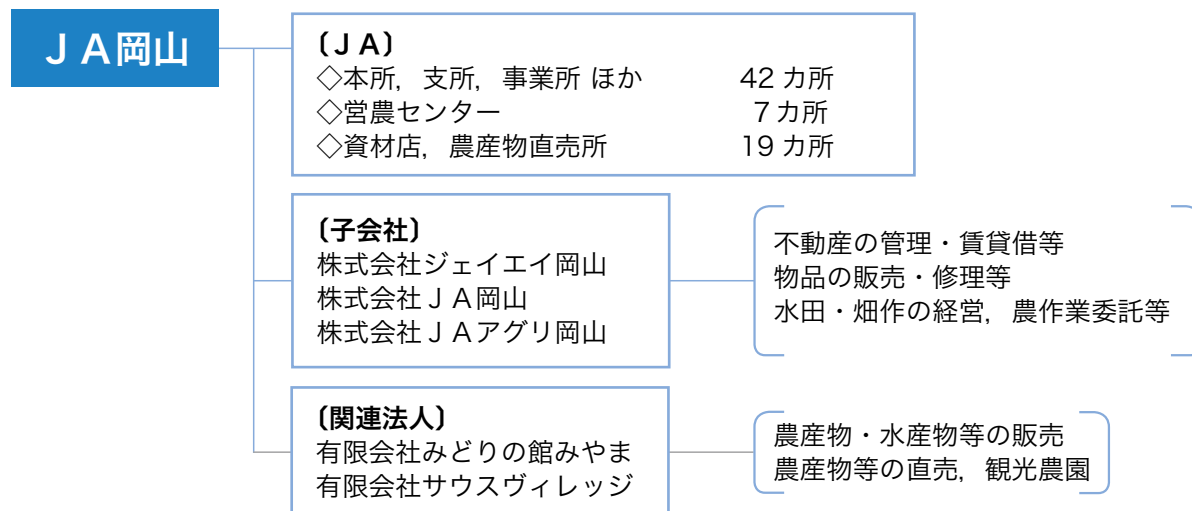 ＪＡ岡山
〔ＪＡ〕
◇本所，支所，事業所 ほか 42 カ所
◇営農センター 7カ所
◇資材店，農産物直売所 19 カ所
〔子会社〕
株式会社ジェイエイ岡山
株式会社ＪＡ岡山
株式会社ＪＡアグリ岡山
不動産の管理・賃貸借等
物品の販売・修理等
水田・畑作の経営，農作業委託等
〔関連法人〕
有限会社みどりの館みやま
有限会社サウスヴィレッジ
農産物・水産物等の販売
農産物等の直売，観光農園